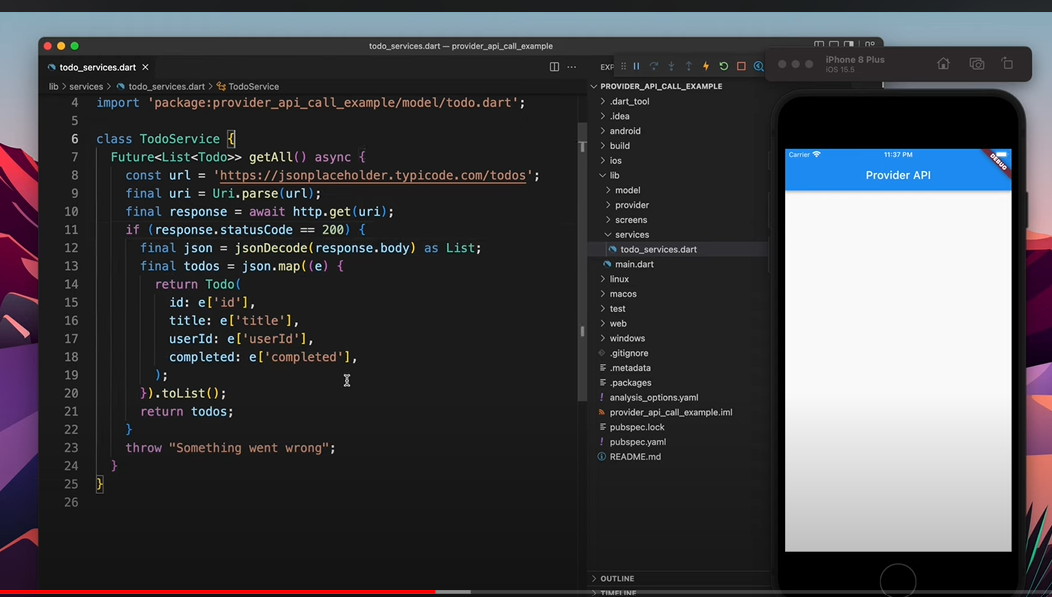 todo_services.dart — provider_api_call_example
todo_services.dart ×
lib > services > todo_services.dart > TodoService
4 import 'package:provider_api_call_example/model/todo.dart';
5
6 class TodoService {
7 Future<List<Todo>> getAll() async {
8 const url = 'https://jsonplaceholder.typicode.com/todos';
9 final uri = Uri.parse(url);
10 final response = await http.get(uri);
11 if (response.statusCode == 200) {
12 final json = jsonDecode(response.body) as List;
13 final todos = json.map((e) {
14 return Todo(
15 id: e['id'],
16 title: e['title'],
17 userId: e['userId'],
18 completed: e['completed'],
19 );
20 }).toList();
21 return todos;
22 }
23 throw "Something went wrong";
24 }
25 }
26
EXP
PROVIDER_API_CALL_EXAMPLE
.dart_tool
.idea
android
build
ios
lib
model
provider
screens
services
todo_services.dart
main.dart
linux
macos
test
web
windows
.gitignore
.metadata
.packages
analysis_options.yaml
provider_api_call_example.iml
pubspec.lock
pubspec.yaml
README.md
OUTLINE
TIMELINE
iPhone 8 Plus
iOS 15.5
Carrier 11:37 PM
DEBUG
Provider API